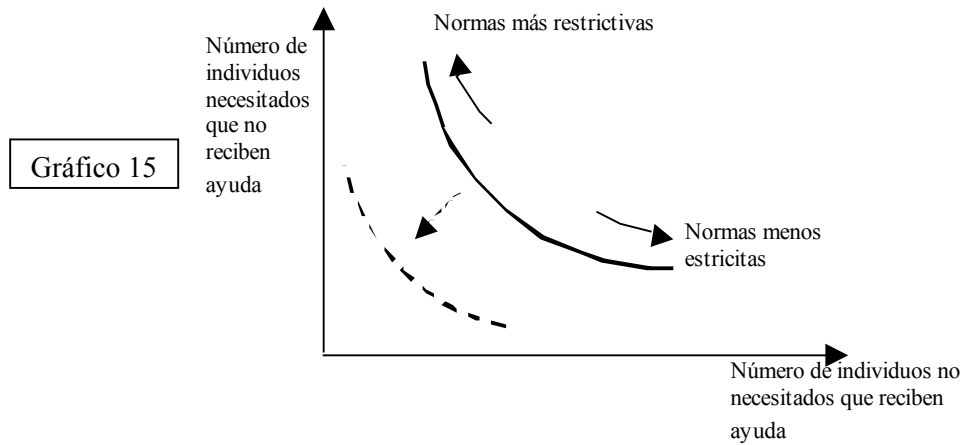 Normas más restrictivas
Número de
individuos
necesitados
que no
reciben
ayuda
Gráfico 15
Normas menos
estricitas
Número de individuos no
necesitados que reciben
ayuda